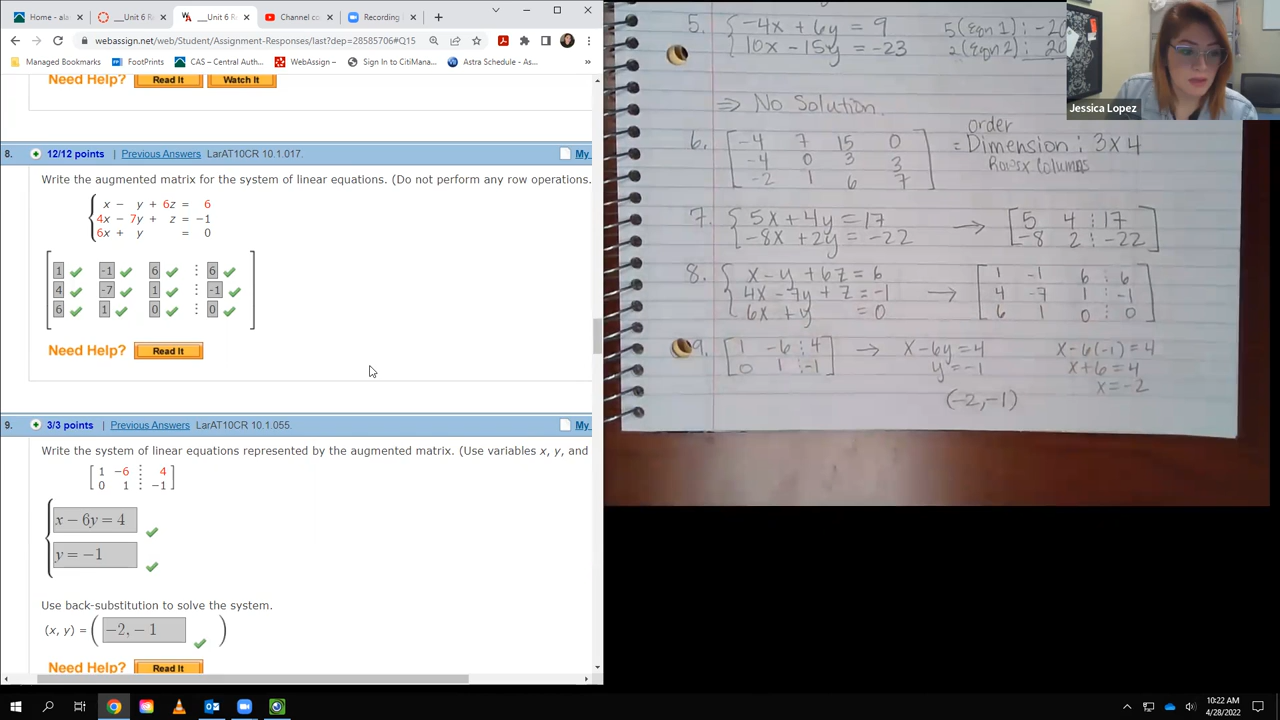 Home - ala
__Unit 6 R
__Unit 6 R
Channel co
Recording
webassign.net/web/Student/Assignment-Responses/last?dep=28585706#Q15
Managed Bookmarks
FootPrints
CAS – Central Auth...
WebAssign –
Sign In to CitiMana...
Astra Schedule - As...
Need Help? Read It Watch It
8. 12/12 points Previous Answers LarAT10CR 10.1.017. My
Write the augmented matrix for the system of linear equations. (Do not perform any row operations.
x − y + 6z = 6
4x − 7y + z = −1
6x + y = 0
1 -1 6 ⋮ 6
4 -7 1 ⋮ -1
6 1 0 ⋮ 0
Need Help? Read It
9. 3/3 points Previous Answers LarAT10CR 10.1.055. My
Write the system of linear equations represented by the augmented matrix. (Use variables x, y, and
1 −6 ⋮ 4
0 1 ⋮ −1
x − 6y = 4
y = −1
Use back-substitution to solve the system.
(x, y) = ( −2, − 1 )
Need Help? Read It
5. { −4x + 6y = 9 5(Eqn 1): −20
10x − 15y = −23 2(Eqn 2): 20
⇒ No Solution.
6. [ −4 7 15 0
−4 0 3 3
−2 1 6 7 ]
order
= Dimension: 3 x 4
Rows x columns
7. { 5x + 4y = 17 → [ 5 4 ⋮ 17
−8x + 2y = −22 −8 2 ⋮ −22 ]
8. { x − y + 6z = 6 [ 1 −1 6 ⋮ 6
4x − 7y + z = −1 → 4 −7 1 ⋮ −1
6x + y = 0 6 1 0 ⋮ 0 ]
9. [ 1 −6 ⋮ 4 → x − 6y = 4 x − 6(−1) = 4
0 1 ⋮ −1 ] y = −1 x + 6 = 4
x = −2
(−2, −1)
Jessica Lopez
10:22 AM
4/28/2022